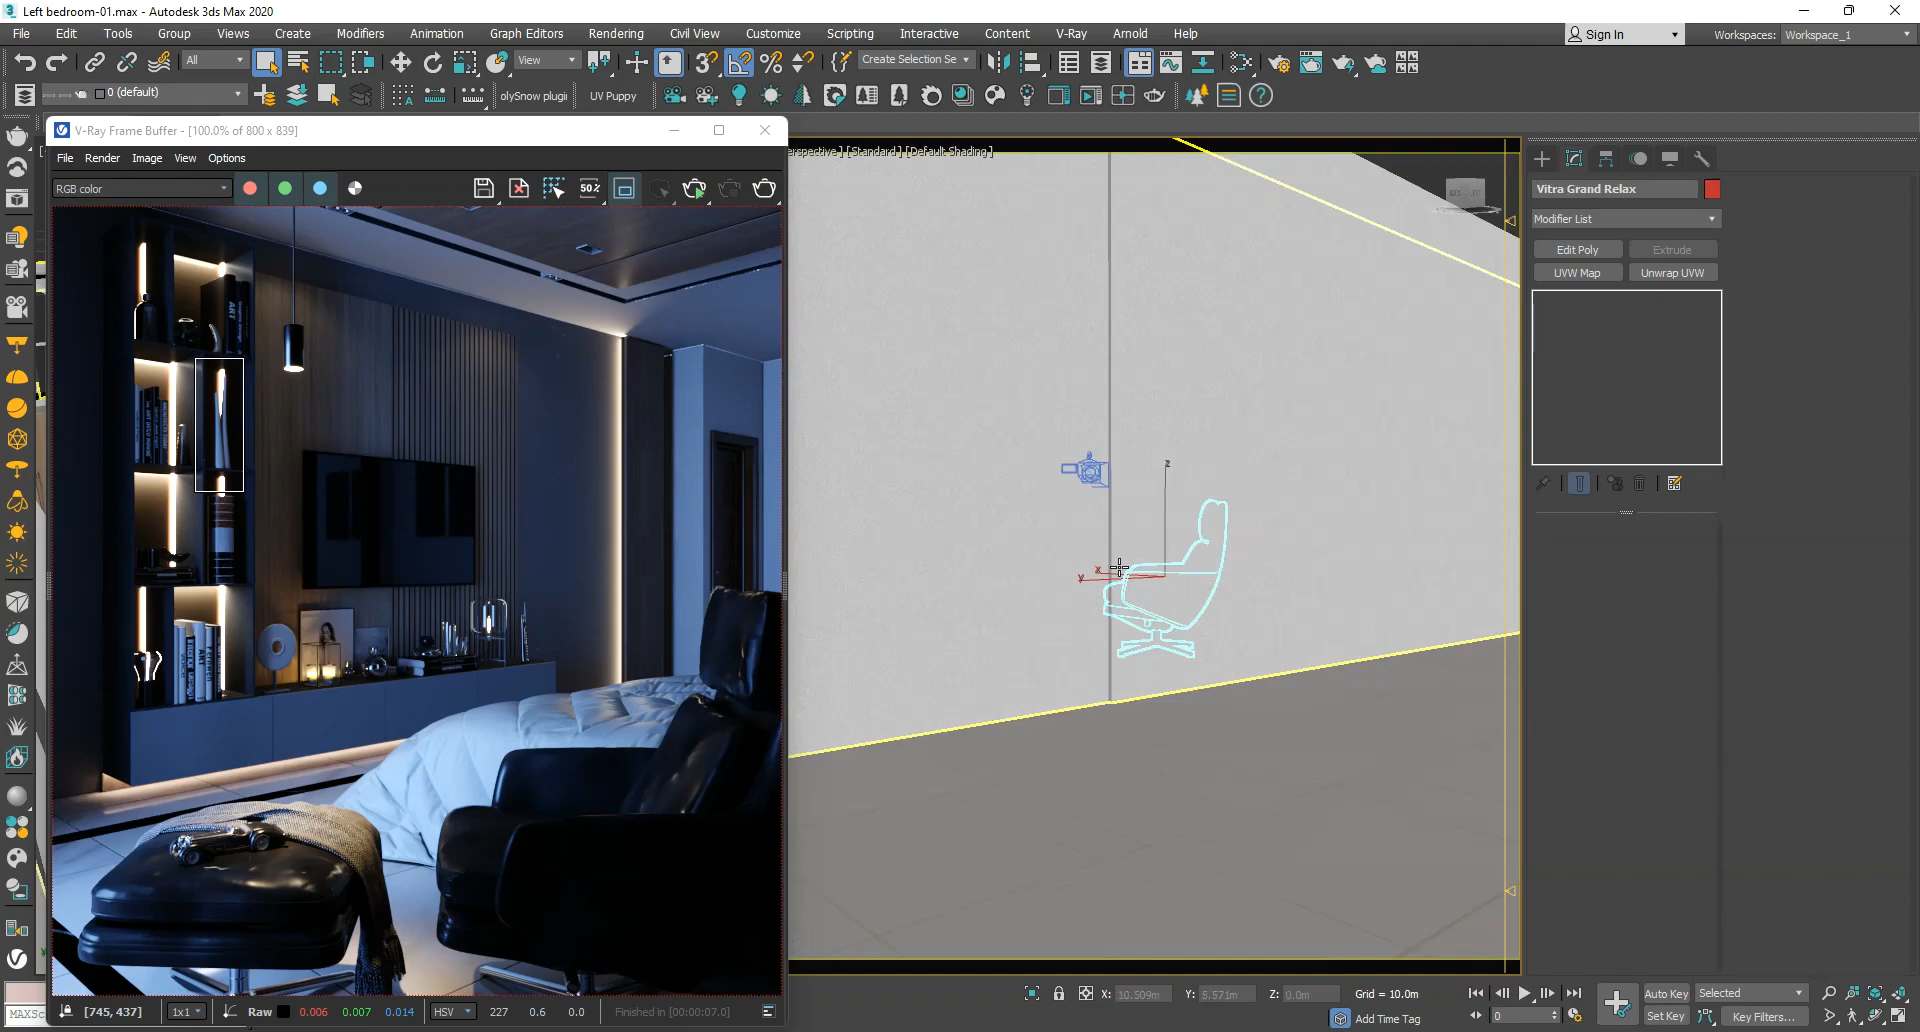 Left bedroom-01.max - Autodesk 3ds Max 2020
File Edit Tools Group Views Create Modifiers Animation Graph Editors Rendering Civil View Customize Scripting Interactive Content V-Ray Arnold Help
Sign In
Workspaces: Workspace_1
All
View
Create Selection Se
0 (default)
olySnow plugi
UV Puppy
V-Ray Frame Buffer - [100.0% of 800 x 839]
File Render Image View Options
RGB color
50%
erspective ] [Standard ] [Default Shading ]
Vitra Grand Relax
Modifier List
Edit Poly
Extrude
UVW Map
Unwrap UVW
ART
z
x
y
[745, 437]
1x1
Raw
0.006
0.007
0.014
HSV
227
0.6
0.0
Finished in [00:00:07.0]
MAXSc
X: 10.509m
Y: 5.571m
Z: 0.0m
Grid = 10.0m
Add Time Tag
0
Auto Key
Selected
Set Key
Key Filters...